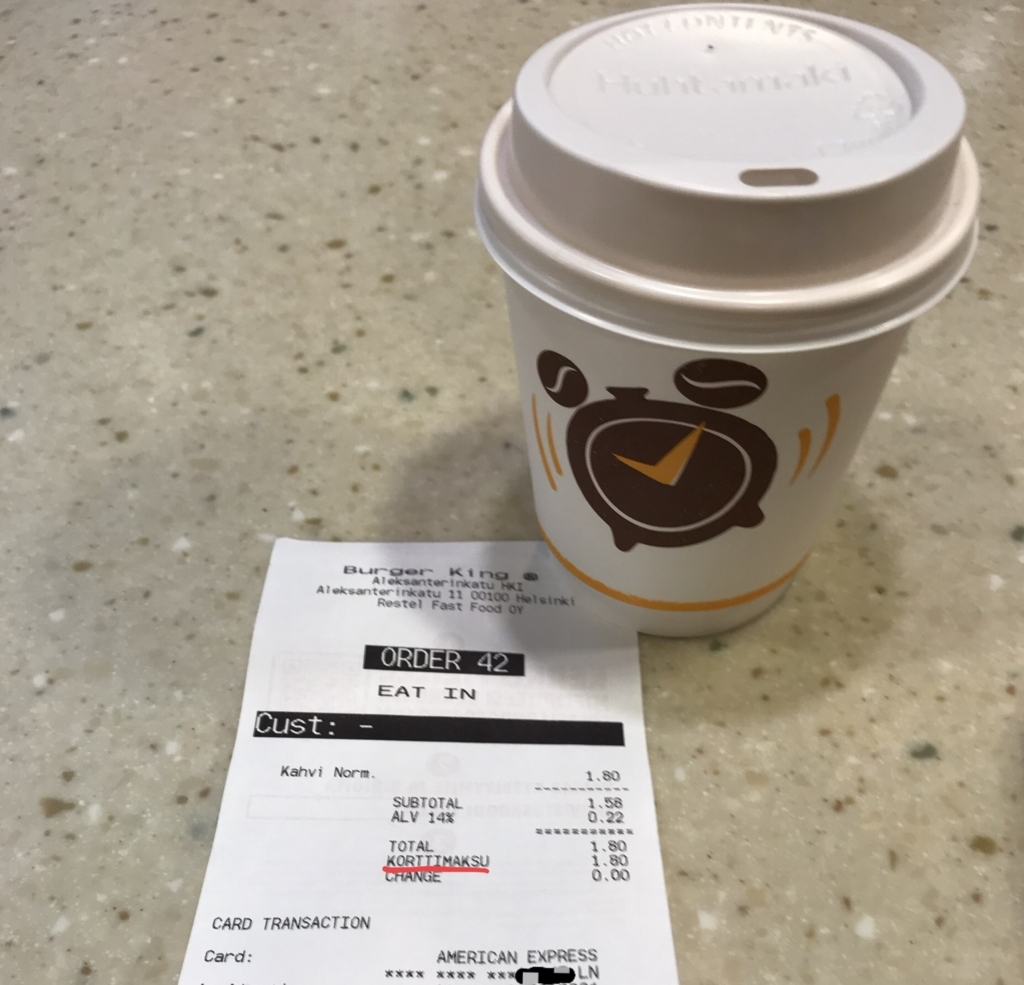 HOT CONTENTS
Huhtamaki
Burger King ®
Aleksanterinkatu HKI
Aleksanterinkatu 11 00100 Helsinki
Restel Fast Food OY
ORDER 42
EAT IN
Cust: -
Kahvi Norm. 1.80
-----------
SUBTOTAL 1.58
ALV 14% 0.22
===========
TOTAL 1.80
KORTTIMAKSU 1.80
CHANGE 0.00
CARD TRANSACTION
Card: AMERICAN EXPRESS
**** **** *** LN